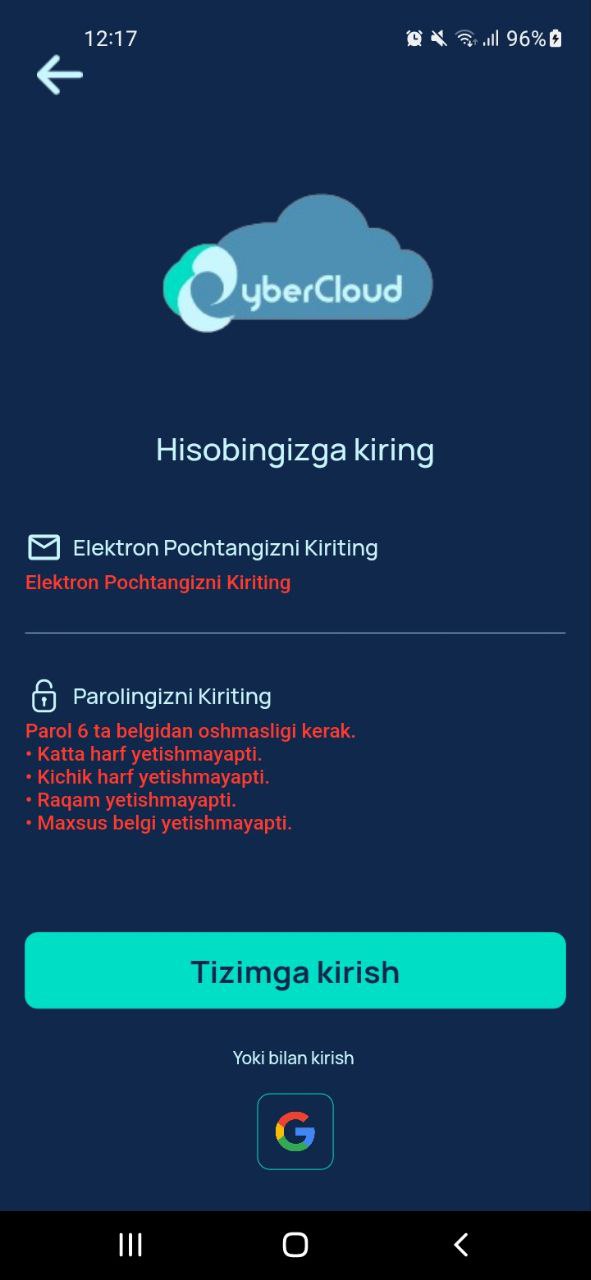 12:17
96%
CyberCloud
Hisobingizga kiring
Elektron Pochtangizni Kiriting
Elektron Pochtangizni Kiriting
Parolingizni Kiriting
Parol 6 ta belgidan oshmasligi kerak.
• Katta harf yetishmayapti.
• Kichik harf yetishmayapti.
• Raqam yetishmayapti.
• Maxsus belgi yetishmayapti.
Tizimga kirish
Yoki bilan kirish